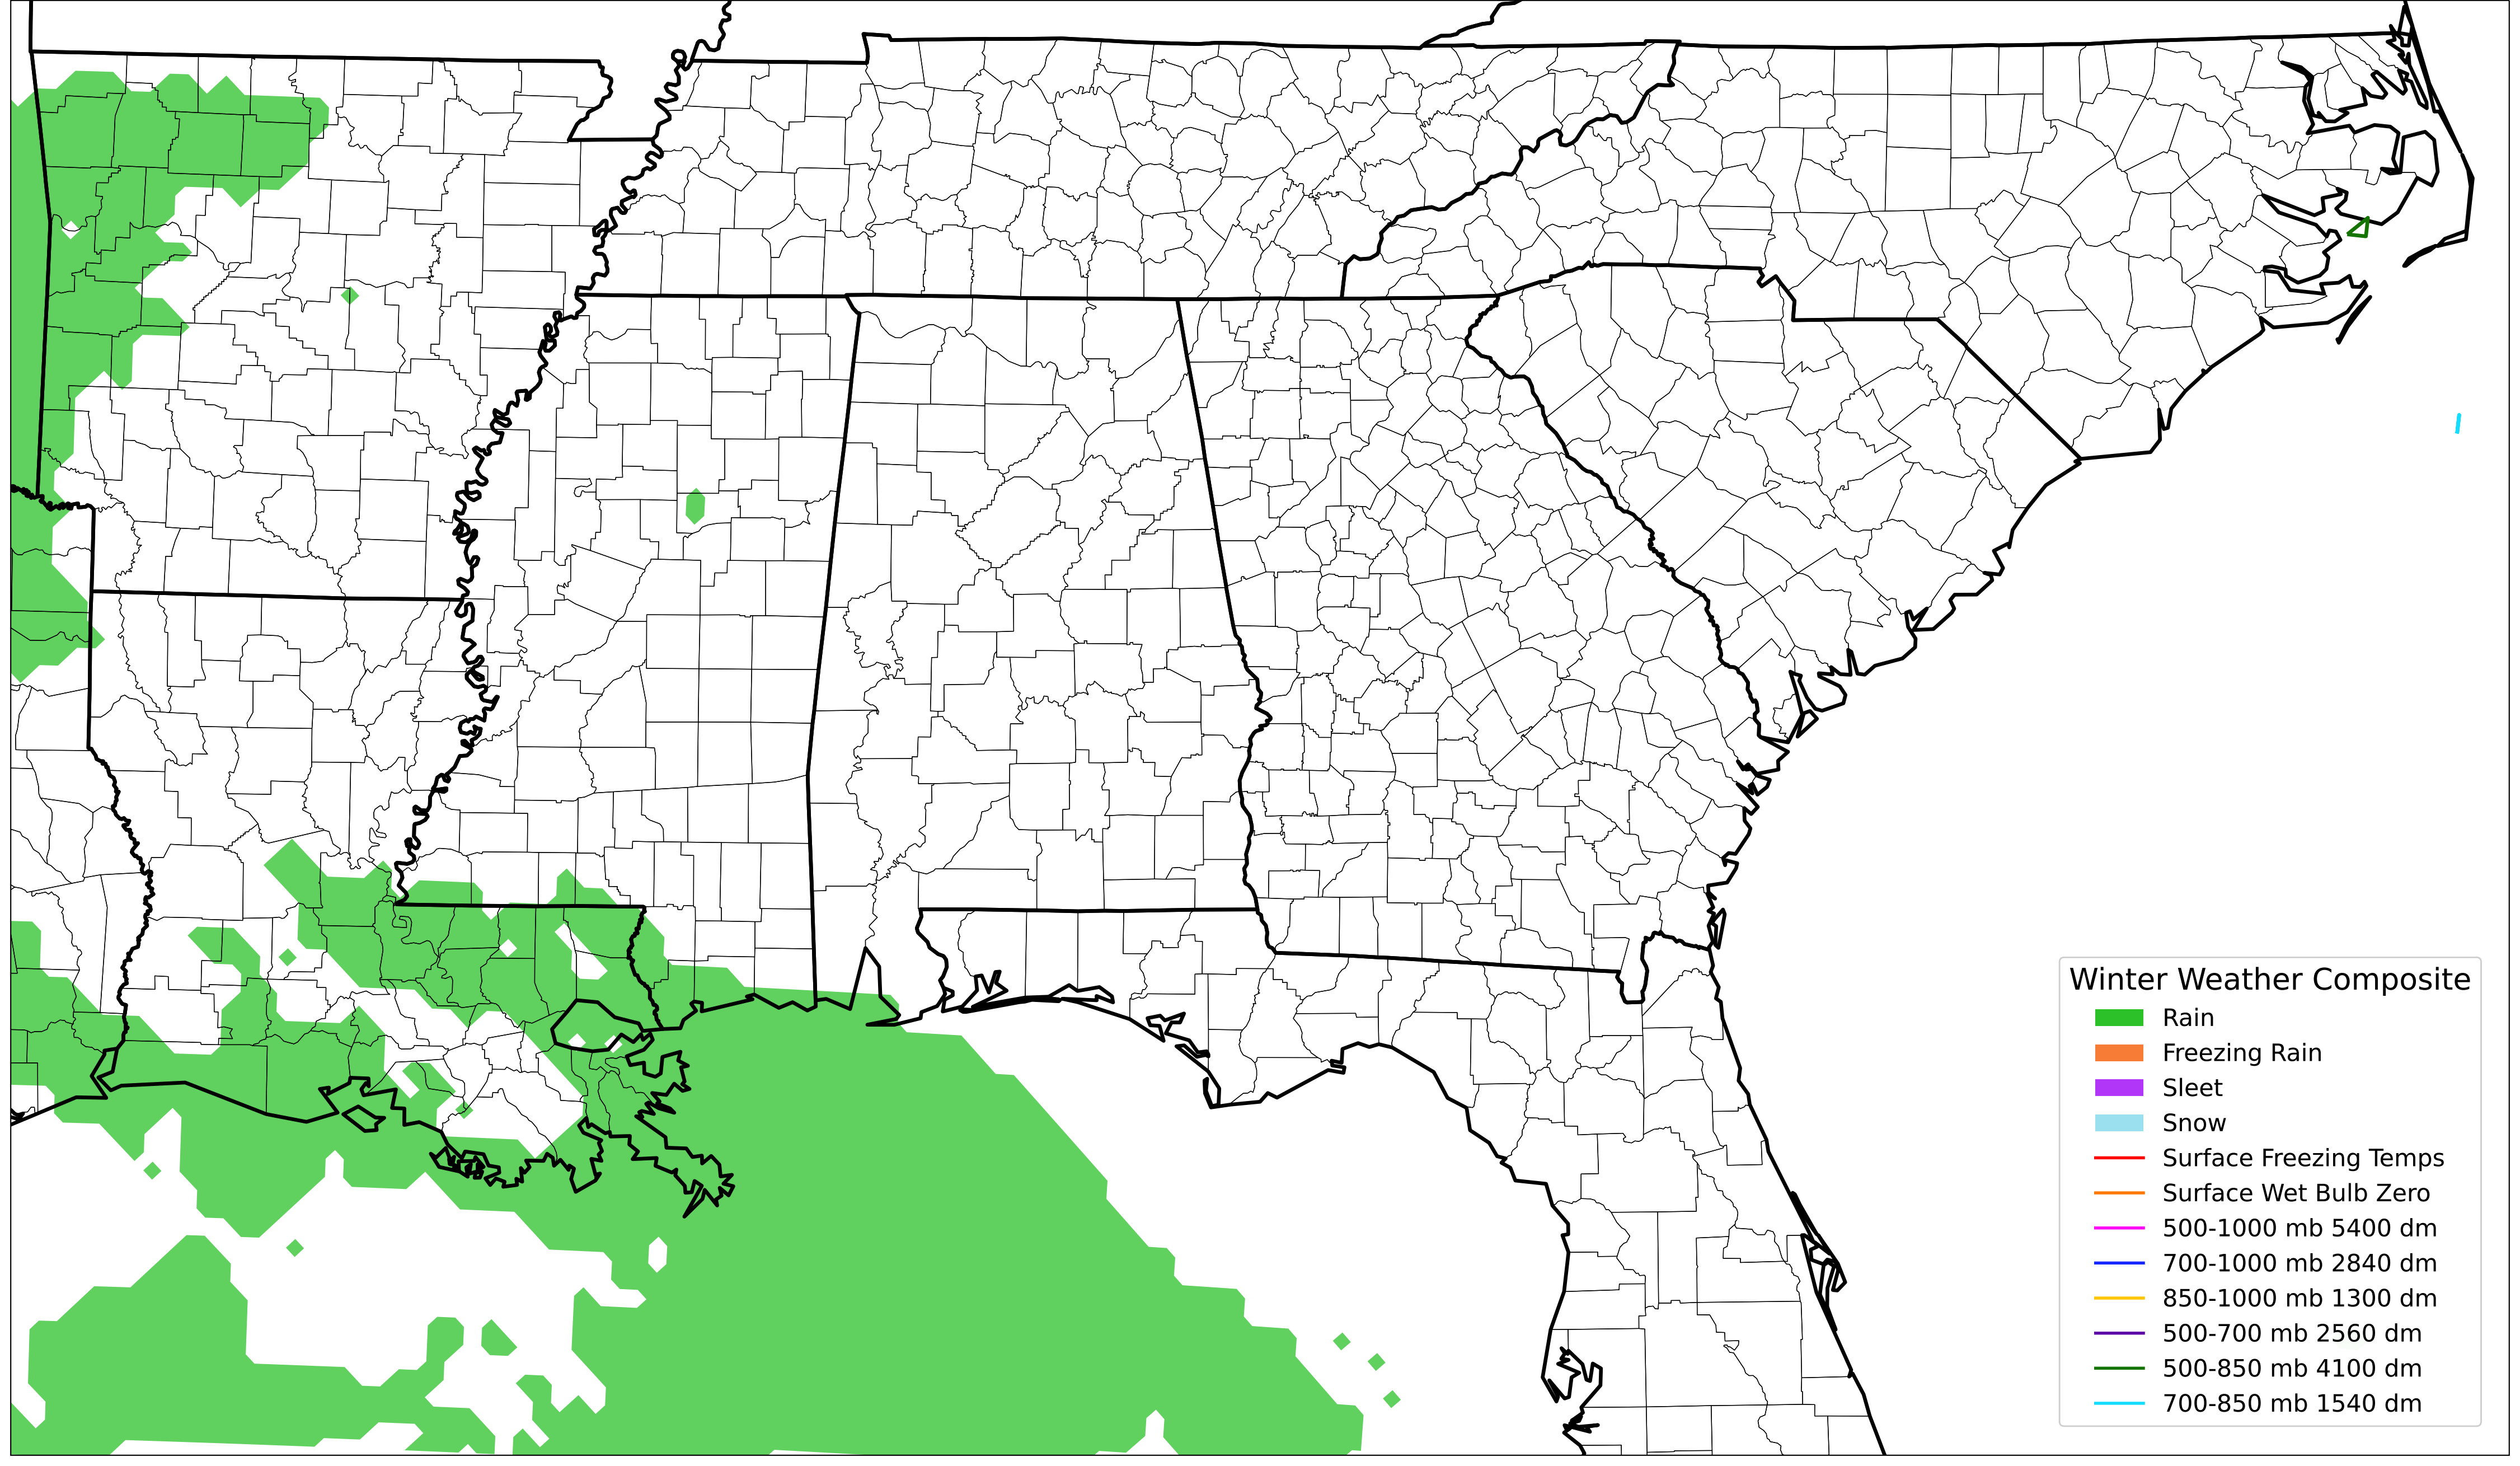 Winter Weather Composite
Rain
Freezing Rain
Sleet
Snow
Surface Freezing Temps
Surface Wet Bulb Zero
500-1000 mb 5400 dm
700-1000 mb 2840 dm
850-1000 mb 1300 dm
500-700 mb 2560 dm
500-850 mb 4100 dm
700-850 mb 1540 dm